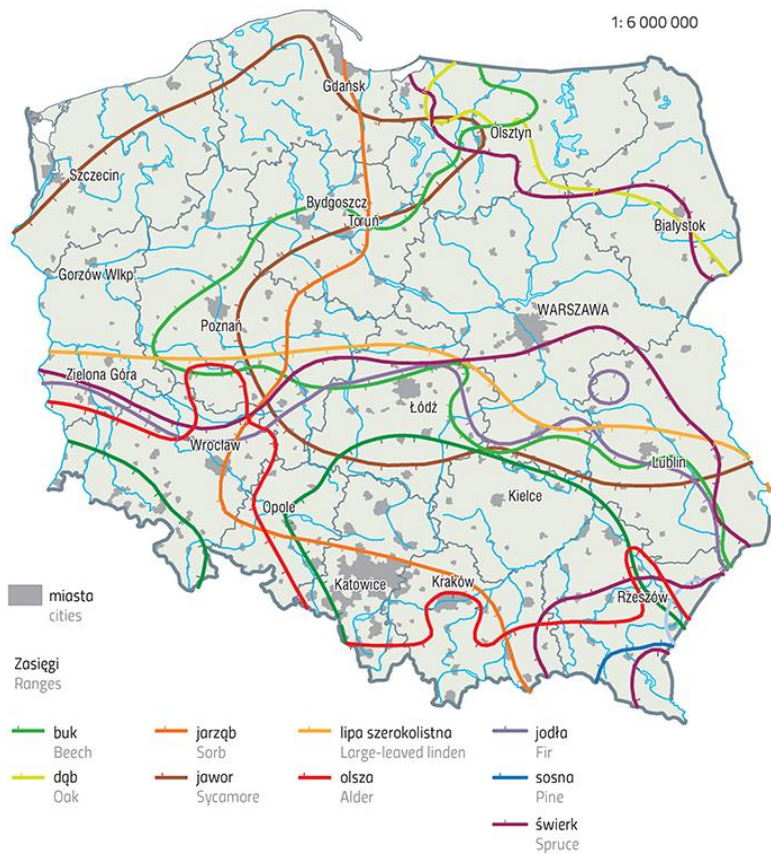 1: 6 000 000
Gdańsk
Olsztyn
Szczecin
Bydgoszcz
Toruń
Białystok
Gorzów Wlkp.
Poznań
WARSZAWA
Zielona Góra
Łódź
Wrocław
Lublin
Kielce
Opole
Katowice
Kraków
Rzeszów
miasta
cities
Zasięgi
Ranges
buk
Beech
jarząb
Sorb
lipa szerokolistna
Large-leaved linden
jodła
Fir
dąb
Oak
jawor
Sycamore
olsza
Alder
sosna
Pine
świerk
Spruce